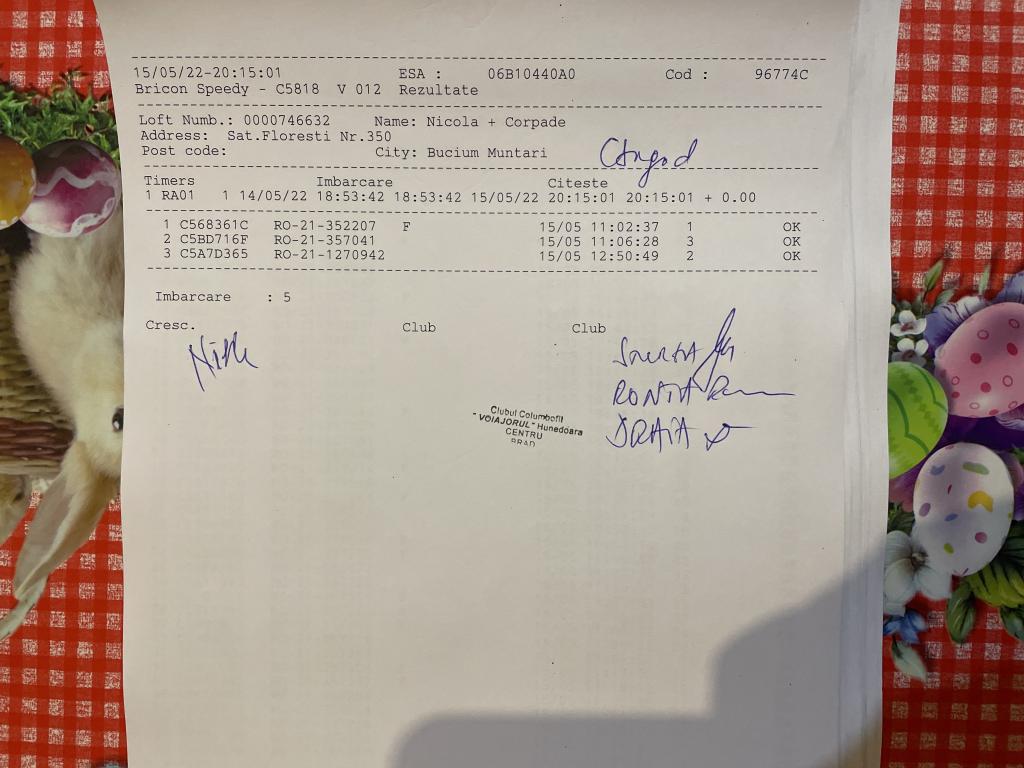 15/05/22-20:15:01 ESA : 06B10440A0 Cod : 96774C
Bricon Speedy - C5818 V 012 Rezultate
Loft Numb.: 0000746632 Name: Nicola + Corpade
Address: Sat.Floresti Nr.350
Post code: City: Bucium Muntari
Timers Imbarcare Citeste
1 RA01 1 14/05/22 18:53:42 18:53:42 15/05/22 20:15:01 20:15:01 + 0.00
1 C568361C RO-21-352207 F 15/05 11:02:37 1 OK
2 C5BD716F RO-21-357041 15/05 11:06:28 3 OK
3 C5A7D365 RO-21-1270942 15/05 12:50:49 2 OK
Imbarcare : 5
Cresc. Club Club
Clubul Columbofil
"VOIAJORUL" Hunedoara
CENTRU
BRAD